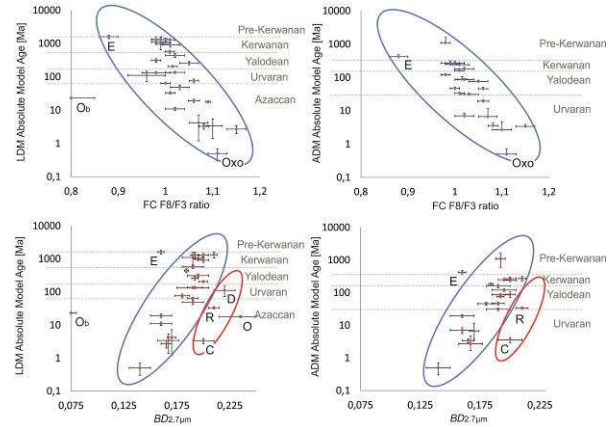 LDM Absolute Model Age [Ma]
10000
1000
100
10
1
0,1
Pre-Kerwanan
Kerwanan
Yalodean
Urvaran
Azaccan
E
Ob
Oxo
0,8 0,9 1 1,1 1,2
FC F8/F3 ratio
ADM Absolute Model Age [Ma]
10000
1000
100
10
1
0,1
Pre-Kerwanan
Kerwanan
Yalodean
Urvaran
E
Oxo
0,8 0,9 1 1,1 1,2
FC F8/F3 ratio
LDM Absolute Model Age [Ma]
10000
1000
100
10
1
0,1
Pre-Kerwanan
Kerwanan
Yalodean
Urvaran
Azaccan
E
D
R
O
Ob
C
0,075 0,125 0,175 0,225
BD2.7µm
ADM Absolute Model Age [Ma]
10000
1000
100
10
1
0,1
Pre-Kerwanan
Kerwanan
Yalodean
Urvaran
E
R
C
0,075 0,125 0,175 0,225
BD2.7µm